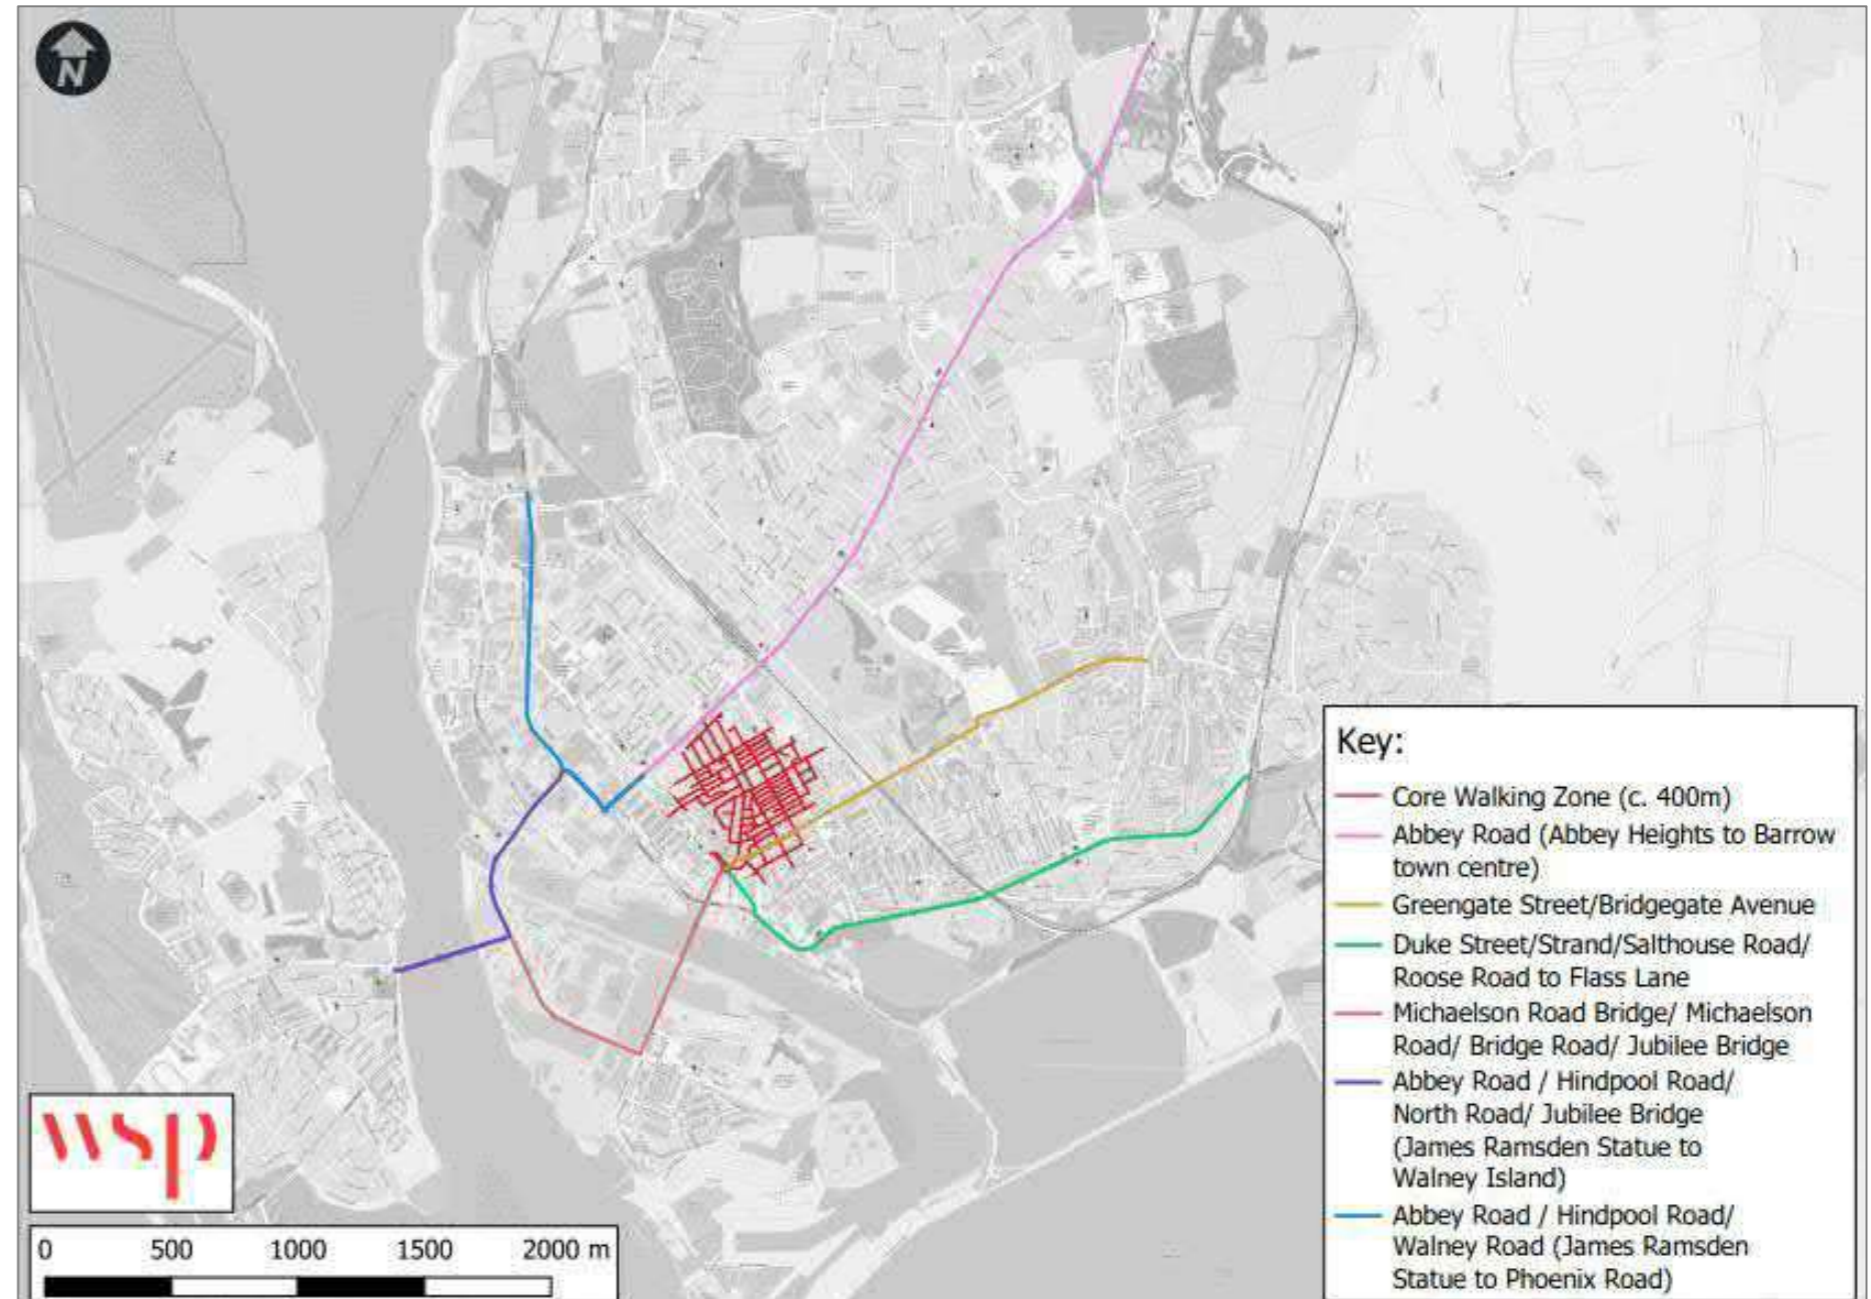 N
Key:
Core Walking Zone (c. 400m)
Abbey Road (Abbey Heights to Barrow
town centre)
Greengate Street/Bridgegate Avenue
Duke Street/Strand/Salthouse Road/
Roose Road to Flass Lane
Michaelson Road Bridge/ Michaelson
Road/ Bridge Road/ Jubilee Bridge
Abbey Road / Hindpool Road/
North Road/ Jubilee Bridge
(James Ramsden Statue to
Walney Island)
Abbey Road / Hindpool Road/
Walney Road (James Ramsden
Statue to Phoenix Road)
wsp
0 500 1000 1500 2000 m